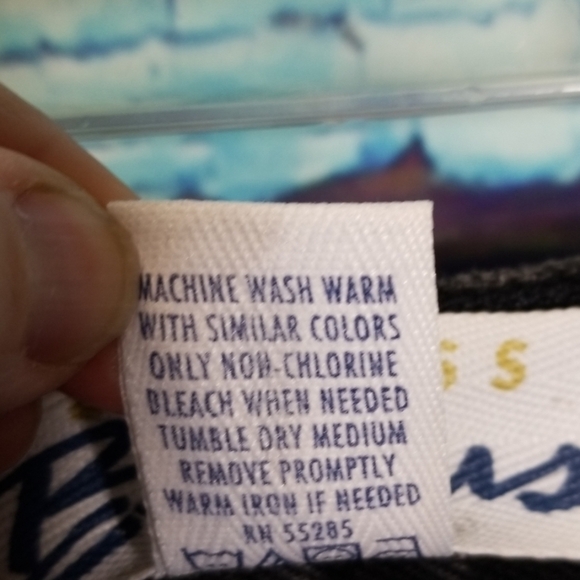 MACHINE WASH WARM
WITH SIMILAR COLORS
ONLY NON-CHLORINE
BLEACH WHEN NEEDED
TUMBLE DRY MEDIUM
REMOVE PROMPTLY
WARM IRON IF NEEDED
RN 55285